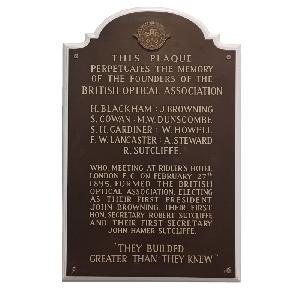 THIS PLAQUE
PERPETUATES THE MEMORY
OF THE FOUNDERS OF THE
BRITISH OPTICAL ASSOCIATION
H. BLACKHAM : J. BROWNING
S. COWAN : M.W. DUNSCOMBE
S. H. GARDINER : W. HOWELL
F. W. LANCASTER : A. STEWARD
R. SUTCLIFFE.
WHO, MEETING AT RIDLER'S HOTEL
LONDON E.C. ON FEBRUARY 27TH
1895, FORMED THE BRITISH
OPTICAL ASSOCIATION, ELECTING
AS THEIR FIRST PRESIDENT
JOHN BROWNING, THEIR FIRST
HON. SECRETARY ROBERT SUTCLIFFE
AND THEIR FIRST SECRETARY
JOHN HAMER SUTCLIFFE.
"THEY BUILDED
GREATER THAN THEY KNEW"